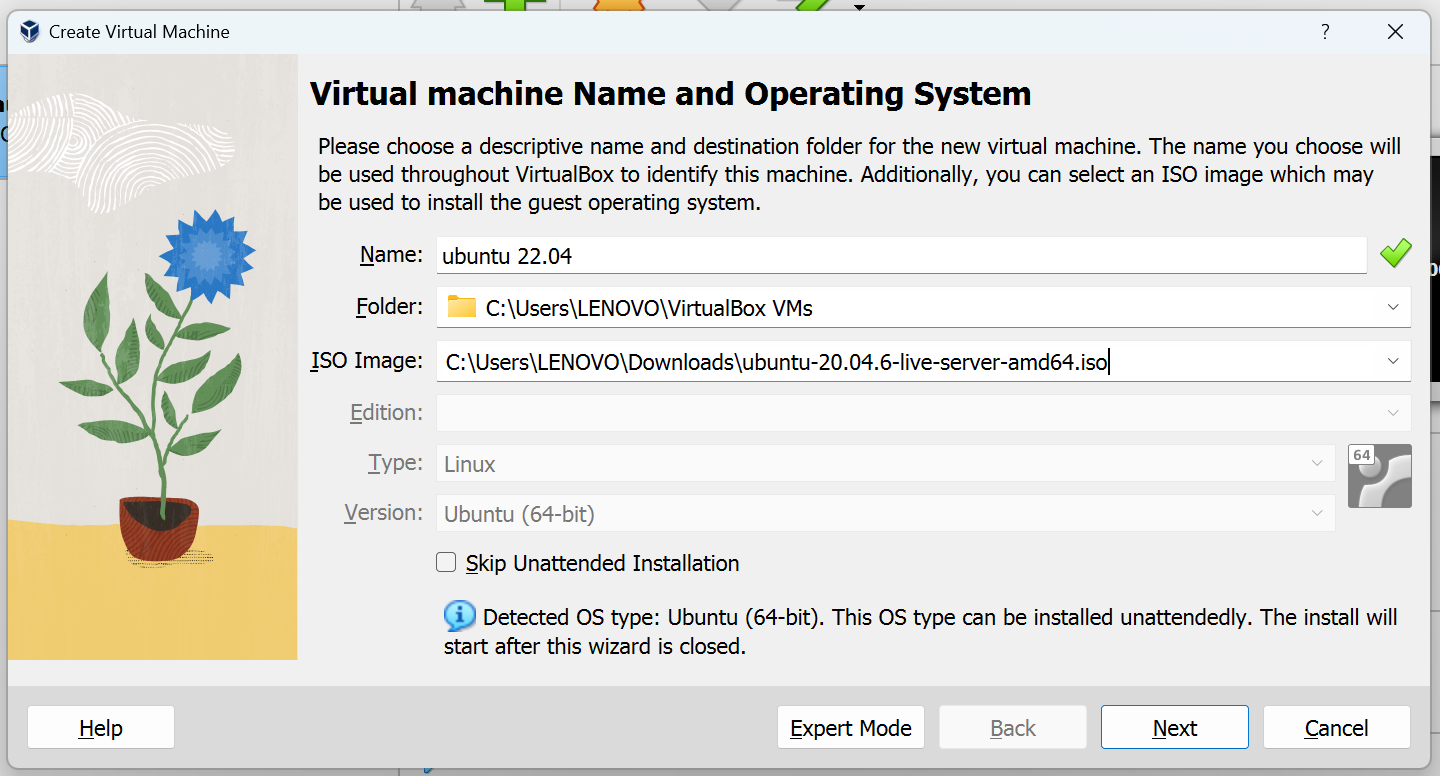 Create Virtual Machine
?
Virtual machine Name and Operating System
Please choose a descriptive name and destination folder for the new virtual machine. The name you choose will
be used throughout VirtualBox to identify this machine. Additionally, you can select an ISO image which may
be used to install the guest operating system.
Name: ubuntu 22.04
Folder: C:\Users\LENOVO\VirtualBox VMs
ISO Image: C:\Users\LENOVO\Downloads\ubuntu-20.04.6-live-server-amd64.iso
Edition:
Type: Linux
64
Version: Ubuntu (64-bit)
Skip Unattended Installation
Detected OS type: Ubuntu (64-bit). This OS type can be installed unattendedly. The install will
start after this wizard is closed.
Help Expert Mode Back Next Cancel